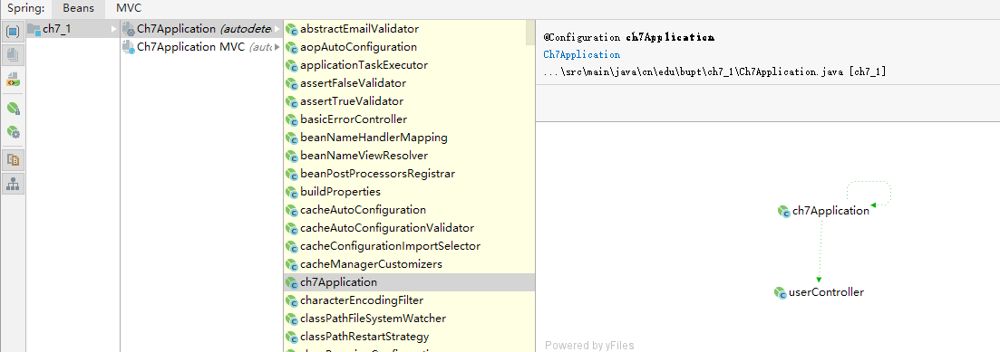 Spring: Beans MVC
ch7_1
Ch7Application (autodete
Ch7Application MVC (aut
abstractEmailValidator
aopAutoConfiguration
applicationTaskExecutor
assertFalseValidator
assertTrueValidator
basicErrorController
beanNameHandlerMapping
beanNameViewResolver
beanPostProcessorsRegistrar
buildProperties
cacheAutoConfiguration
cacheAutoConfigurationValidator
cacheConfigurationImportSelector
cacheManagerCustomizers
ch7Application
characterEncodingFilter
classPathFileSystemWatcher
classPathRestartStrategy
@Configuration ch7Application
Ch7Application
...\src\main\java\cn\edu\bupt\ch7_1\Ch7Application.java [ch7_1]
ch7Application
userController
Powered by yFiles